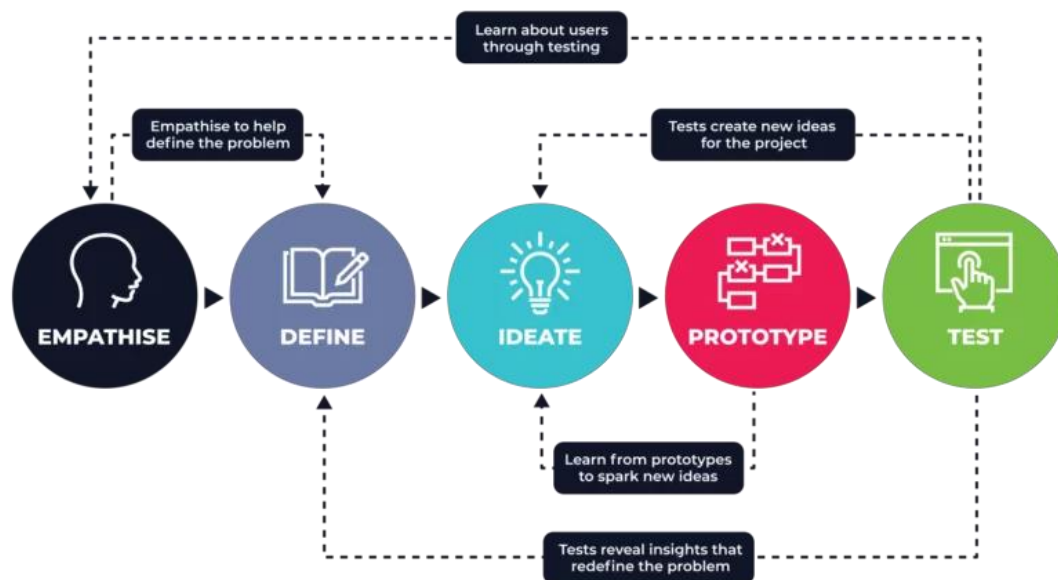 Learn about users
through testing
Empathise to help
define the problem
Tests create new ideas
for the project
EMPATHISE
DEFINE
IDEATE
PROTOTYPE
TEST
Learn from prototypes
to spark new ideas
Tests reveal insights that
redefine the problem